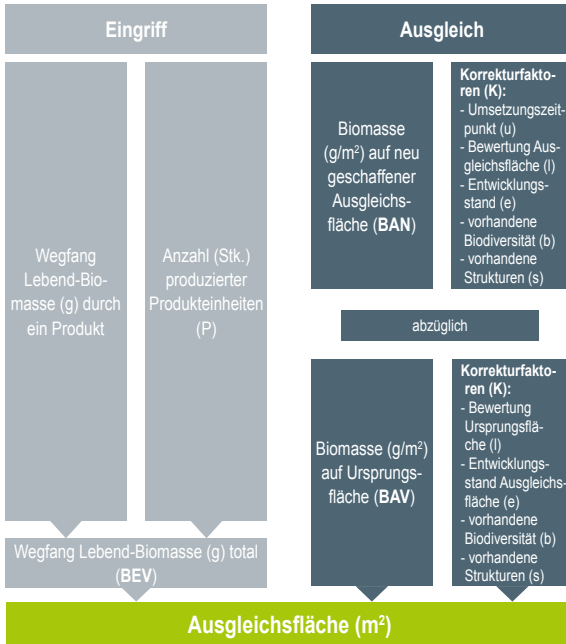 Eingriff
Wegfang
Lebend-Bio-
masse (g) durch
ein Produkt
Anzahl (Stk.)
produzierter
Produkteinheiten
(P)
Wegfang Lebend-Biomasse (g) total
(BEV)
Ausgleich
Biomasse
(g/m²) auf neu
geschaffener
Ausgleichs-
fläche (BAN)
Korrekturfakto-
ren (K):
- Umsetzungszeit-
punkt (u)
- Bewertung Aus-
gleichsfläche (l)
- Entwicklungs-
stand (e)
- vorhandene
Biodiversität (b)
- vorhandene
Strukturen (s)
abzüglich
Biomasse (g/m²)
auf Ursprungs-
fläche (BAV)
Korrekturfakto-
ren (K):
- Bewertung
Ursprungsflä-
che (l)
- Entwicklungs-
stand Ausgleichs-
fläche (e)
- vorhandene
Biodiversität (b)
- vorhandene
Strukturen (s)
Ausgleichsfläche (m²)